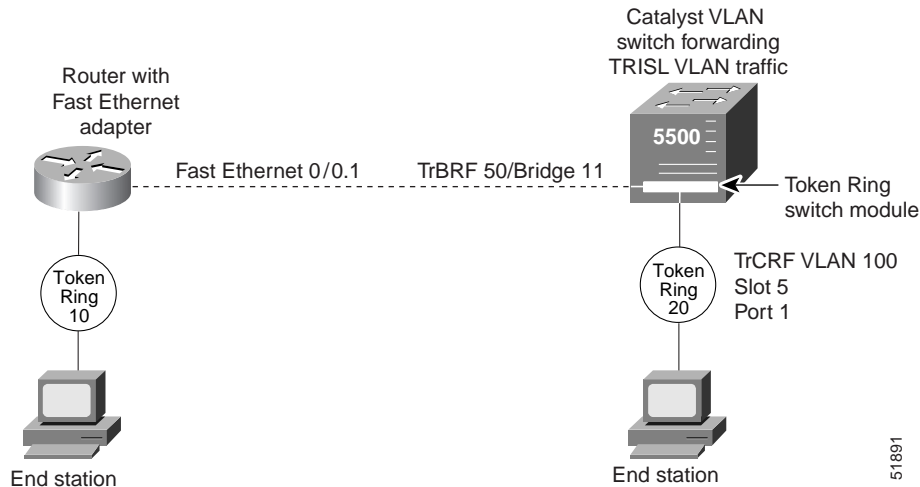 Catalyst VLAN
switch forwarding
TRISL VLAN traffic
Router with
Fast Ethernet
adapter
5500
Fast Ethernet 0/0.1
TrBRF 50/Bridge 11
Token Ring
switch module
Token
Ring
10
Token
Ring
20
TrCRF VLAN 100
Slot 5
Port 1
End station
End station
51891